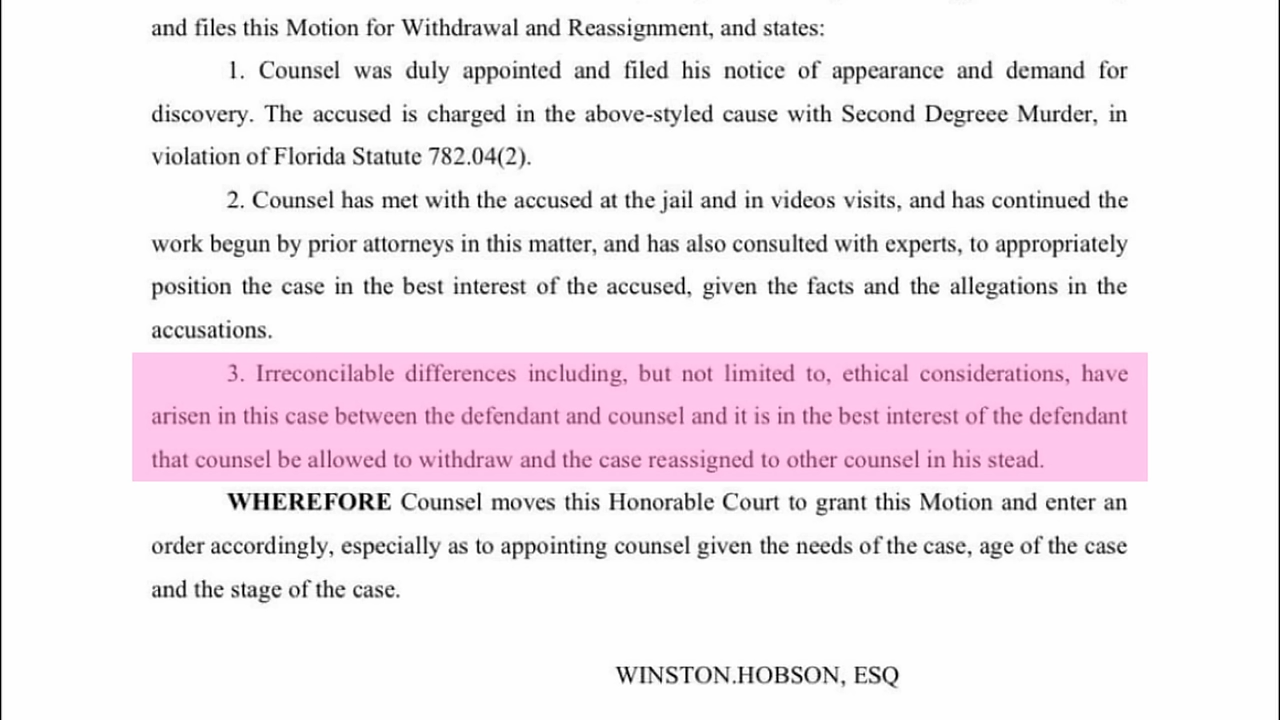 and files this Motion for Withdrawal and Reassignment, and states:
1. Counsel was duly appointed and filed his notice of appearance and demand for
discovery. The accused is charged in the above-styled cause with Second Degreee Murder, in
violation of Florida Statute 782.04(2).
2. Counsel has met with the accused at the jail and in videos visits, and has continued the
work begun by prior attorneys in this matter, and has also consulted with experts, to appropriately
position the case in the best interest of the accused, given the facts and the allegations in the
accusations.
3. Irreconcilable differences including, but not limited to, ethical considerations, have
arisen in this case between the defendant and counsel and it is in the best interest of the defendant
that counsel be allowed to withdraw and the case reassigned to other counsel in his stead.
WHEREFORE Counsel moves this Honorable Court to grant this Motion and enter an
order accordingly, especially as to appointing counsel given the needs of the case, age of the case
and the stage of the case.
WINSTON.HOBSON, ESQ